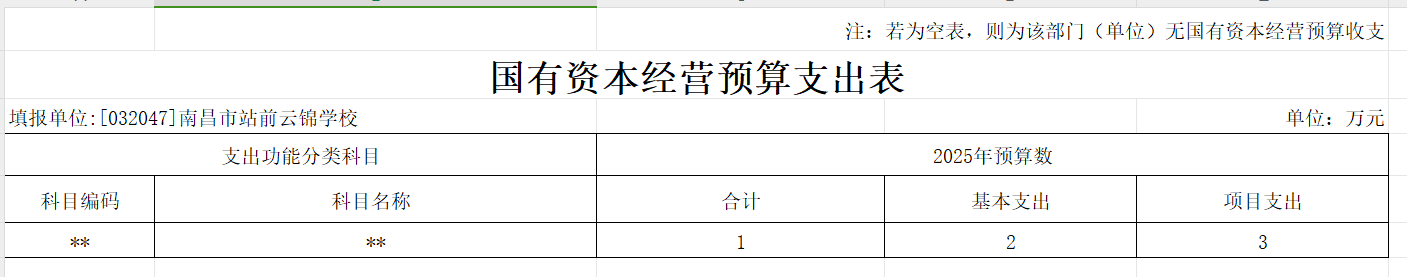 注：若为空表，则为该部门（单位）无国有资本经营预算收支
国有资本经营预算支出表
填报单位:[032047]南昌市站前云锦学校 单位：万元
支出功能分类科目 2025年预算数
科目编码 科目名称 合计 基本支出 项目支出
** ** 1 2 3